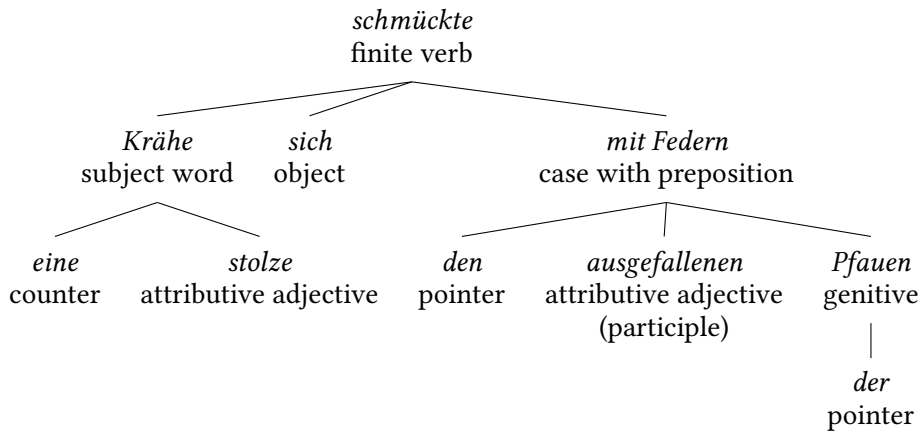 schmückte
finite verb
Krähe
subject word
sich
object
mit Federn
case with preposition
eine
counter
stolze
attributive adjective
den
pointer
ausgefallenen
attributive adjective
(participle)
Pfauen
genitive
der
pointer